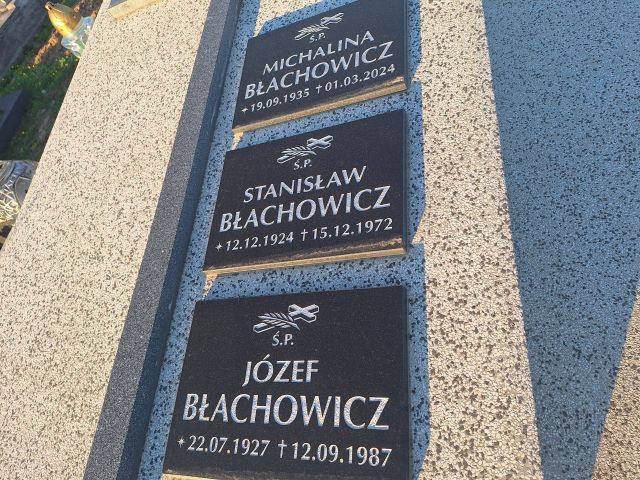 Ś.P.
MICHALINA
BŁACHOWICZ
* 19.09.1935 † 01.03.2024
Ś.P.
STANISŁAW
BŁACHOWICZ
* 12.12.1924 † 15.12.1972
Ś.P.
JÓZEF
BŁACHOWICZ
* 22.07.1927 † 12.09.1987